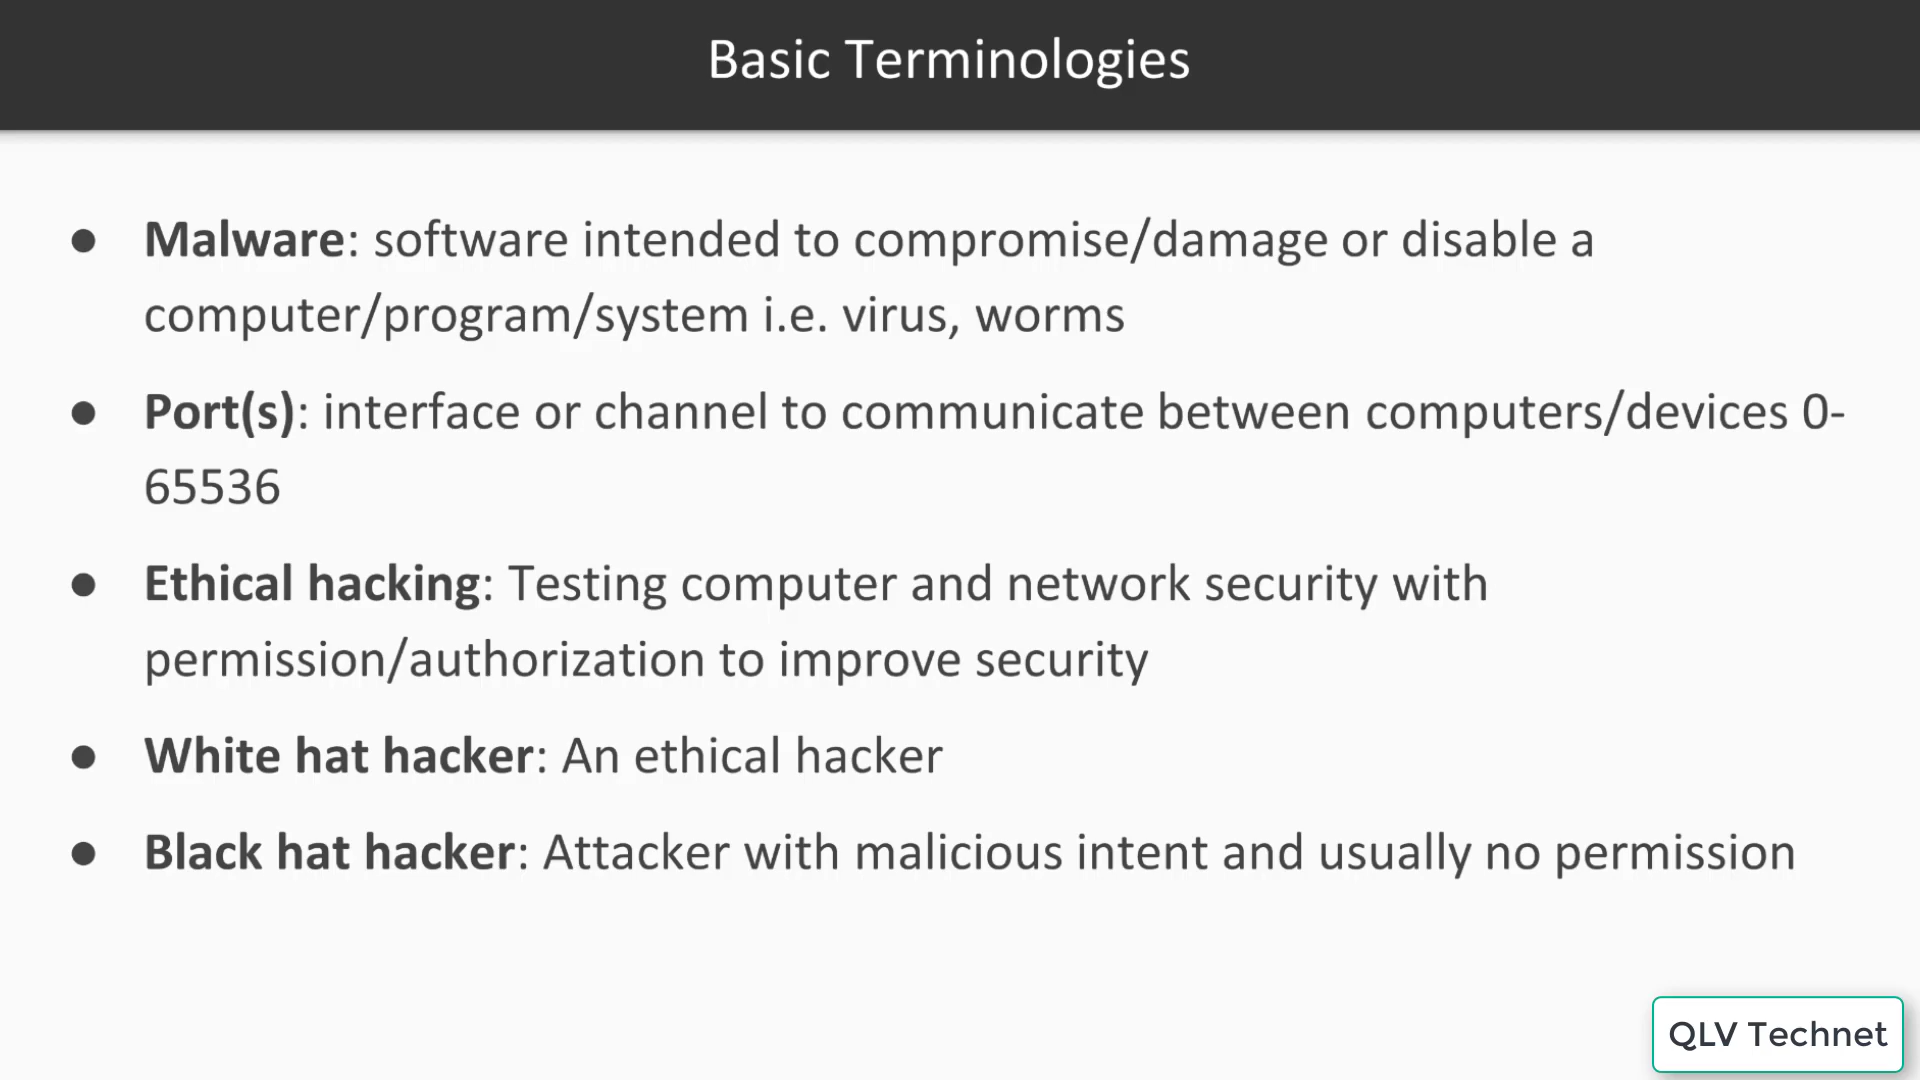 Basic Terminologies
● Malware: software intended to compromise/damage or disable a
computer/program/system i.e. virus, worms
● Port(s): interface or channel to communicate between computers/devices 0-
65536
● Ethical hacking: Testing computer and network security with
permission/authorization to improve security
● White hat hacker: An ethical hacker
● Black hat hacker: Attacker with malicious intent and usually no permission
QLV Technet